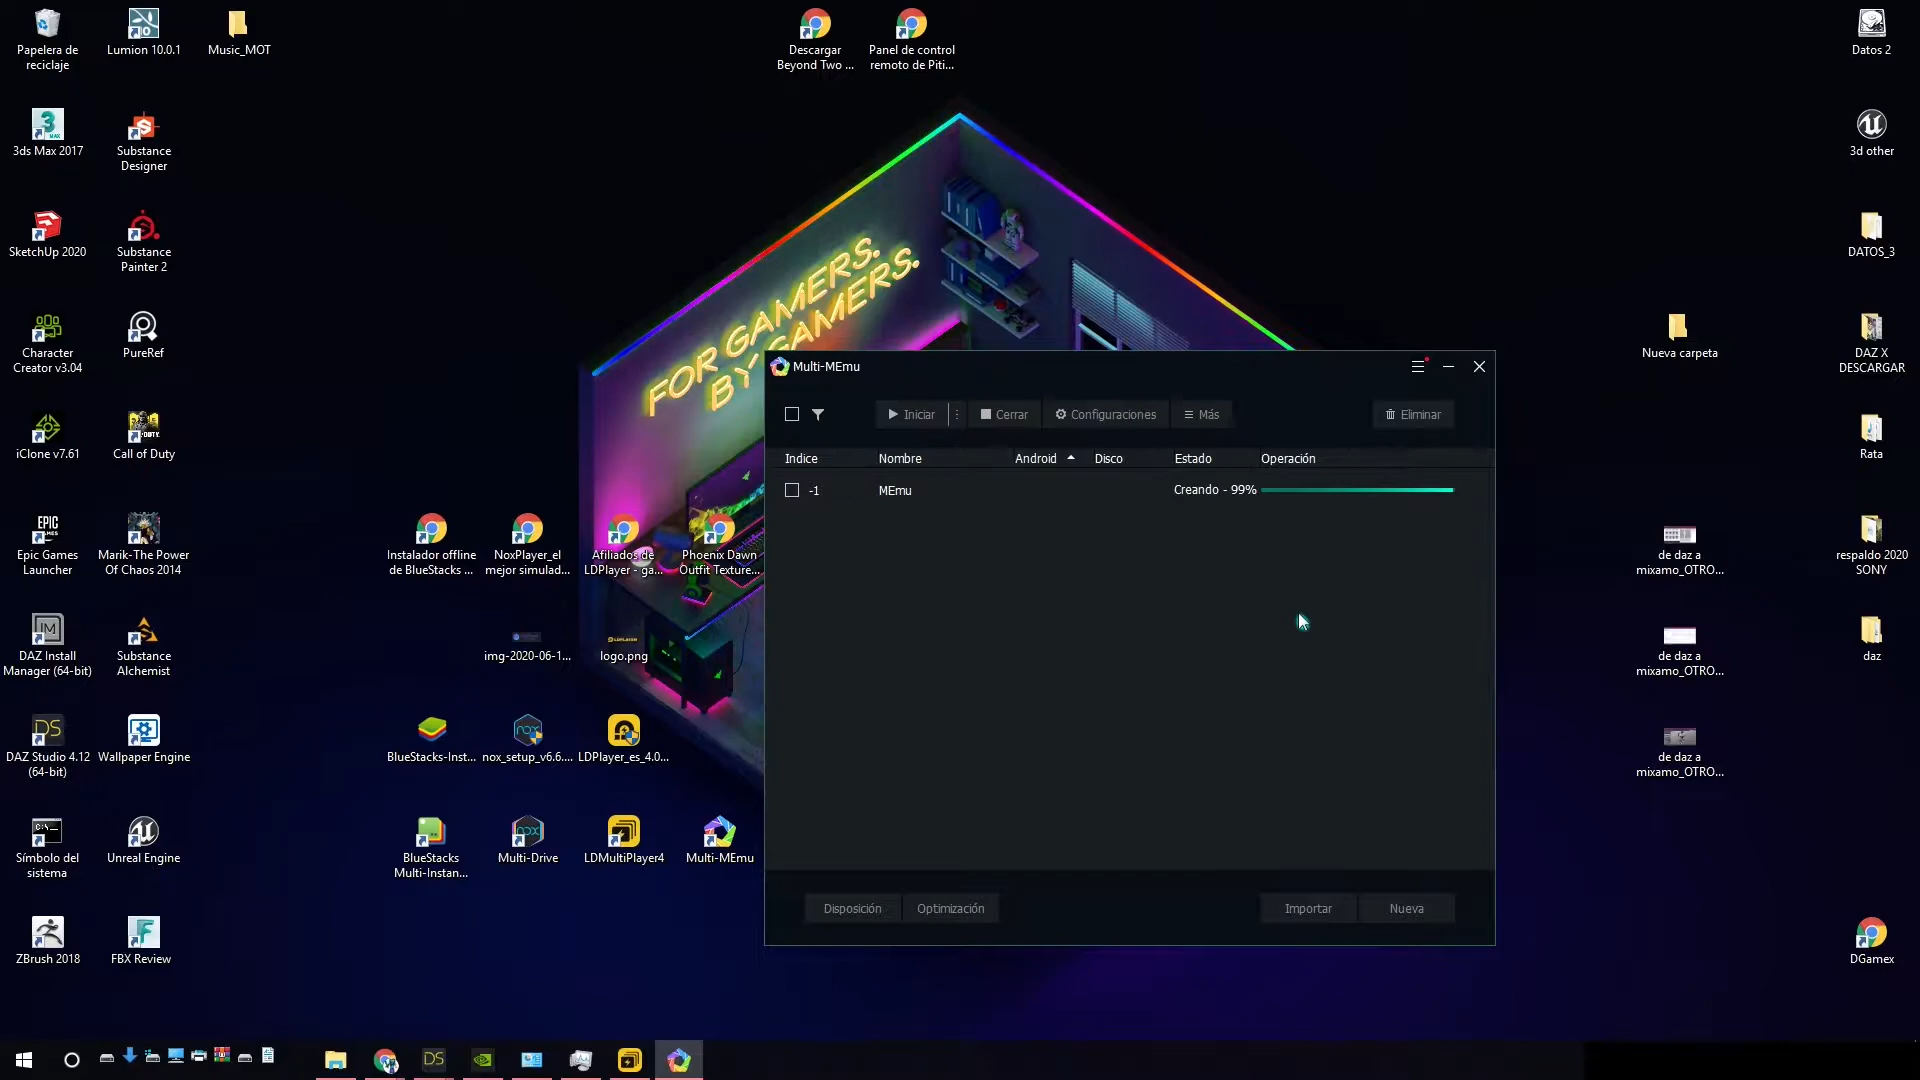 Papelera de
reciclaje
Lumion 10.0.1
Music_MOT
Descargar
Beyond Two ...
Panel de control
remoto de Piti...
Datos 2
3ds Max 2017
Substance
Designer
3d other
SketchUp 2020
Substance
Painter 2
DATOS_3
FOR GAMERS.
BY GAMERS.
Character
Creator v3.04
PureRef
Nueva carpeta
DAZ X
DESCARGAR
iClone v7.61
Call of Duty
Rata
Multi-MEmu
Iniciar
Cerrar
Configuraciones
Más
Eliminar
Indice
Nombre
Android
Disco
Estado
Operación
-1
MEmu
Creando - 99%
Epic Games
Launcher
Marik-The Power
Of Chaos 2014
Instalador offline
de BlueStacks ...
NoxPlayer_el
mejor simulad...
Afiliados de
LDPlayer - ga...
Phoenix Dawn
Outfit Texture...
de daz a
mixamo_OTRO...
respaldo 2020
SONY
DAZ Install
Manager (64-bit)
Substance
Alchemist
img-2020-06-1...
logo.png
de daz a
mixamo_OTRO...
daz
DAZ Studio 4.12
(64-bit)
Wallpaper Engine
BlueStacks-Inst...
nox_setup_v6.6....
LDPlayer_es_4.0...
de daz a
mixamo_OTRO...
Símbolo del
sistema
Unreal Engine
BlueStacks
Multi-Instan...
Multi-Drive
LDMultiPlayer4
Multi-MEmu
Disposición
Optimización
Importar
Nueva
ZBrush 2018
FBX Review
DGamex